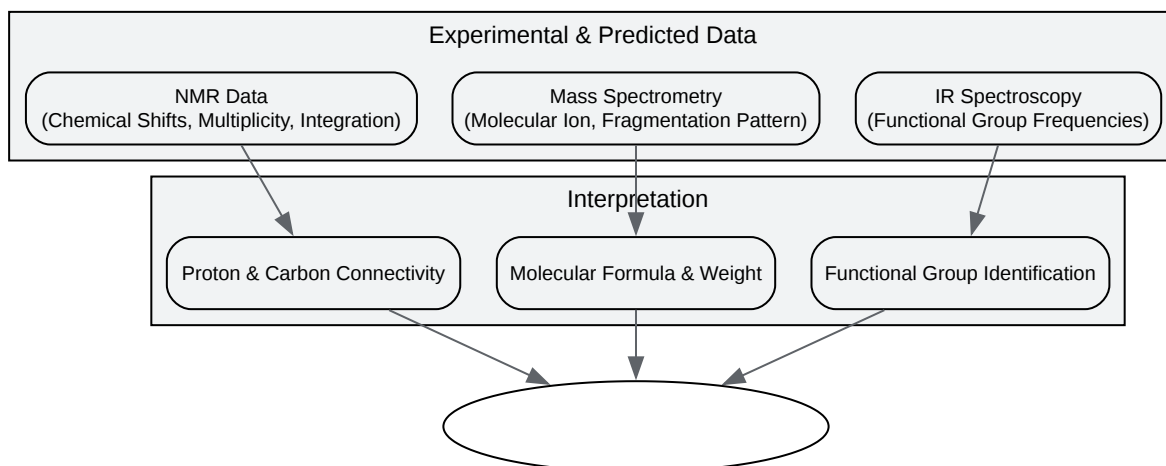 Experimental & Predicted Data
NMR Data
(Chemical Shifts, Multiplicity, Integration)
Mass Spectrometry
(Molecular Ion, Fragmentation Pattern)
IR Spectroscopy
(Functional Group Frequencies)
Interpretation
Proton & Carbon Connectivity
Molecular Formula & Weight
Functional Group Identification